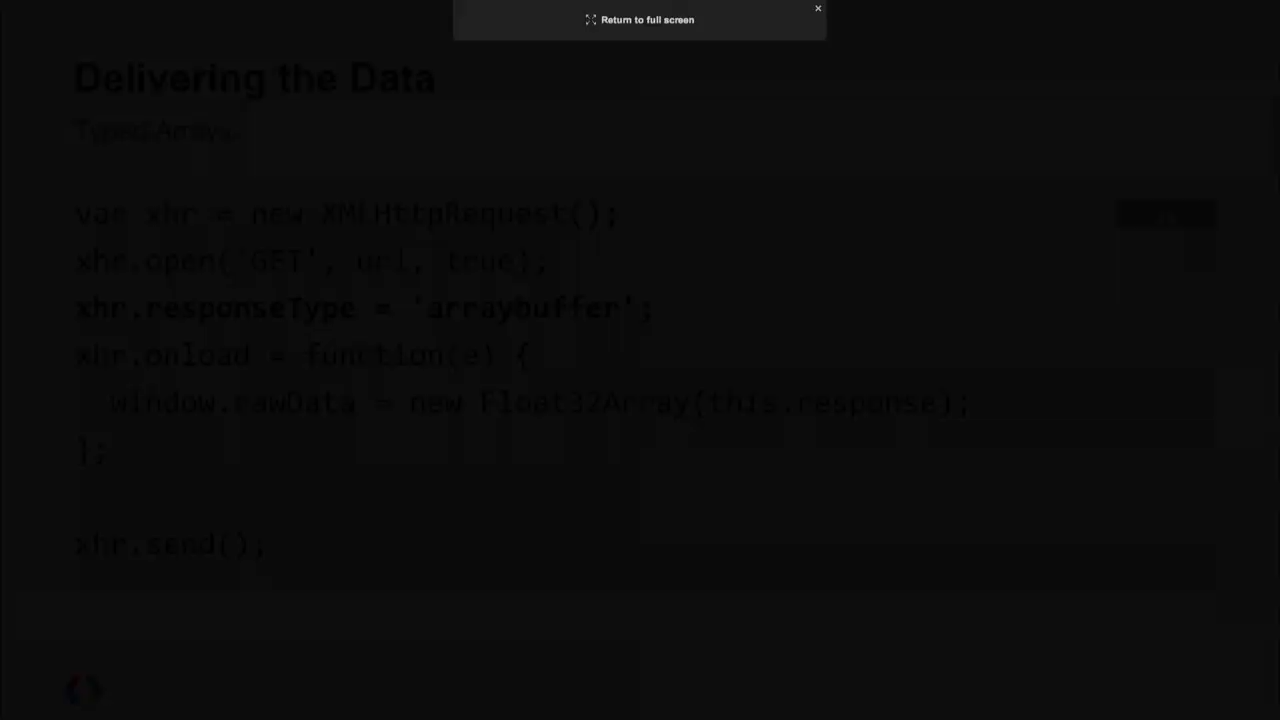 Return to full screen
×
Delivering the Data
Typed Arrays
var xhr = new XMLHttpRequest();
xhr.open('GET', url, true);
xhr.responseType = 'arraybuffer';
xhr.onload = function(e) {
  window.rawData = new Float32Array(this.response);
};
xhr.send();